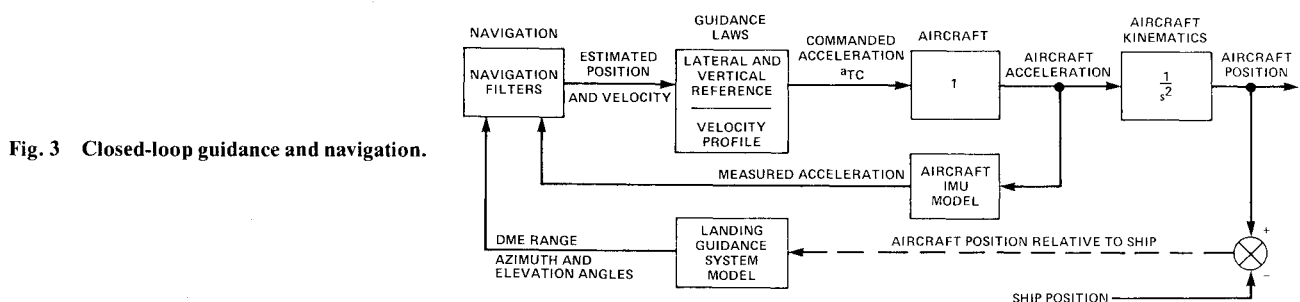 Fig. 3 Closed-loop guidance and navigation.
NAVIGATION
NAVIGATION
FILTERS
ESTIMATED
POSITION
AND VELOCITY
GUIDANCE
LAWS
LATERAL AND
VERTICAL
REFERENCE
VELOCITY
PROFILE
COMMANDED
ACCELERATION
aTC
AIRCRAFT
1
AIRCRAFT
ACCELERATION
AIRCRAFT
KINEMATICS
1
s2
AIRCRAFT
POSITION
MEASURED ACCELERATION
AIRCRAFT
IMU
MODEL
DME RANGE
AZIMUTH AND
ELEVATION ANGLES
LANDING
GUIDANCE
SYSTEM
MODEL
AIRCRAFT POSITION RELATIVE TO SHIP
+
−
SHIP POSITION